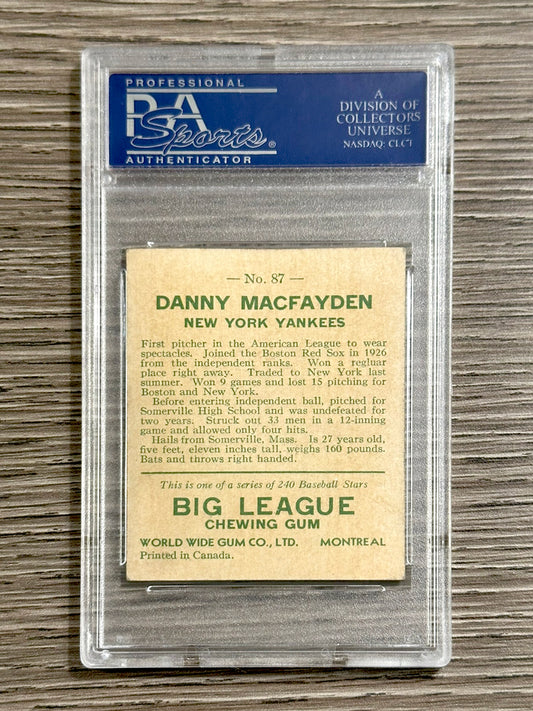 PROFESSIONAL
PSA
Sports®
AUTHENTICATOR
A
DIVISION OF
COLLECTORS
UNIVERSE
NASDAQ: CLCT
— No. 87 —
DANNY MACFAYDEN
NEW YORK YANKEES
First pitcher in the American League to wear
spectacles. Joined the Boston Red Sox in 1926
from the independent ranks. Won a regluar
place right away. Traded to New York last
summer. Won 9 games and lost 15 pitching for
Boston and New York.
Before entering independent ball, pitched for
Somerville High School and was undefeated for
two years. Struck out 33 men in a 12-inning
game and allowed only four hits.
Hails from Somerville, Mass. Is 27 years old,
five feet, eleven inches tall, weighs 160 pounds.
Bats and throws right handed.
This is one of a series of 240 Baseball Stars
BIG LEAGUE
CHEWING GUM
WORLD WIDE GUM CO., LTD. MONTREAL
Printed in Canada.